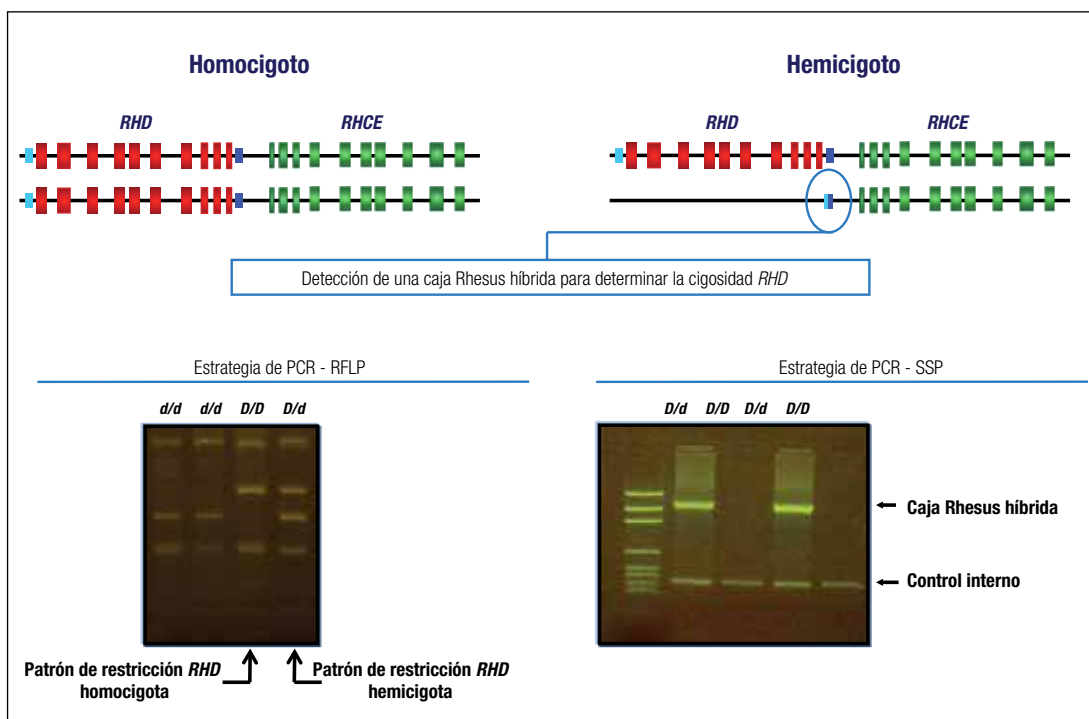 Homocigoto
Hemicigoto
RHD
RHCE
RHD
RHCE
Detección de una caja Rhesus híbrida para determinar la cigosidad RHD
Estrategia de PCR - RFLP
Estrategia de PCR - SSP
d/d d/d D/D D/d
D/d D/D D/d D/D
Caja Rhesus híbrida
Control interno
Patrón de restricción RHD
homocigota
Patrón de restricción RHD
hemicigota